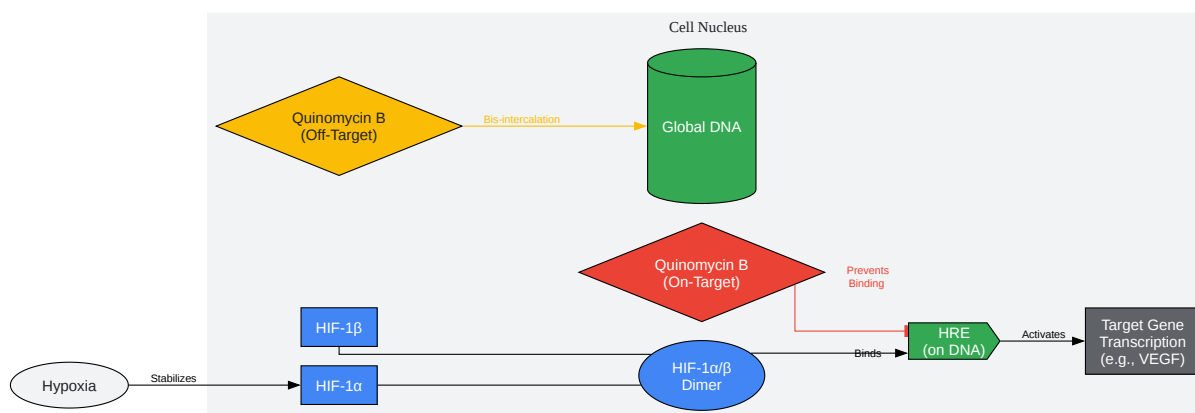 Cell Nucleus
Quinomycin B
(Off-Target)
Bis-intercalation
Global DNA
Quinomycin B
(On-Target)
Prevents
Binding
HIF-1β
HRE
(on DNA)
Activates
Target Gene
Transcription
(e.g., VEGF)
Binds
HIF-1α/β
Dimer
Hypoxia
Stabilizes
HIF-1α